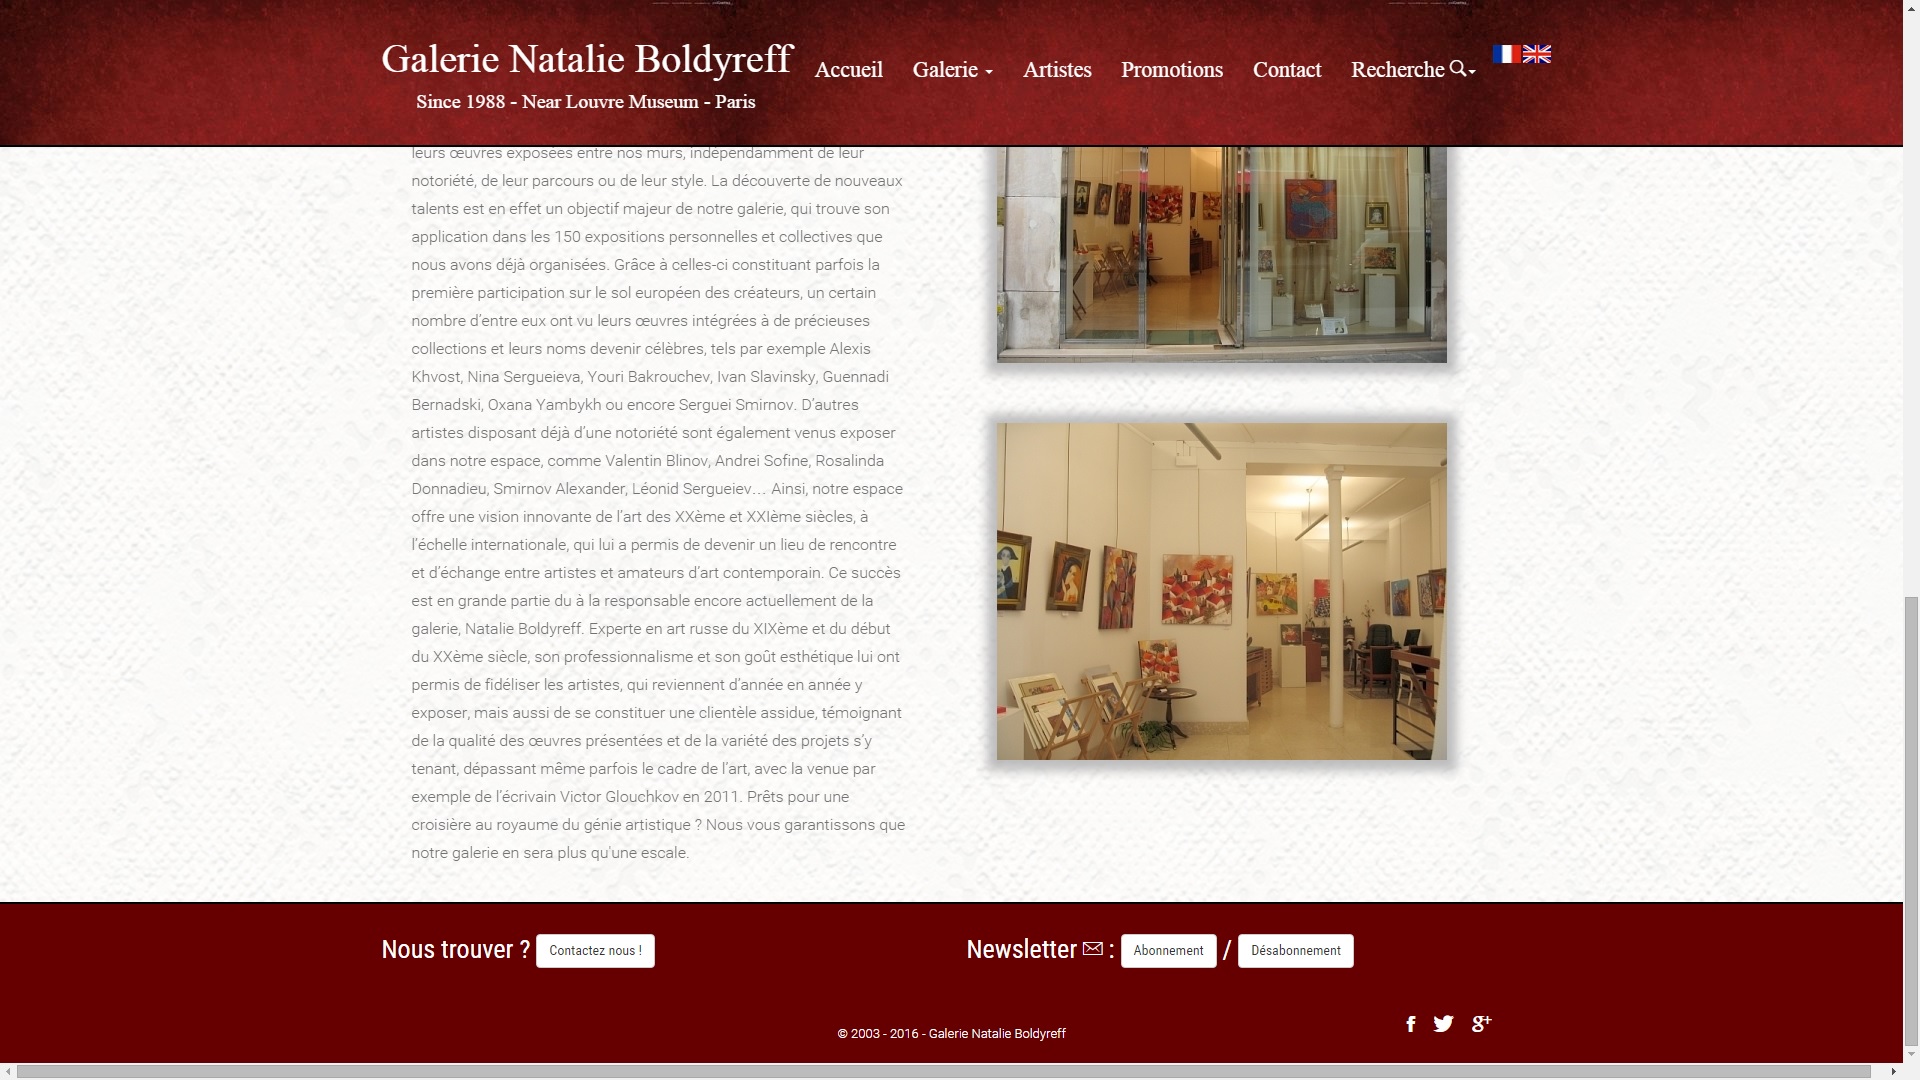 Galerie Natalie Boldyreff
Since 1988 - Near Louvre Museum - Paris
Accueil
Galerie
Artistes
Promotions
Contact
Recherche
leurs œuvres exposées entre nos murs, indépendamment de leur
notoriété, de leur parcours ou de leur style. La découverte de nouveaux
talents est en effet un objectif majeur de notre galerie, qui trouve son
application dans les 150 expositions personnelles et collectives que
nous avons déjà organisées. Grâce à celles-ci constituant parfois la
première participation sur le sol européen des créateurs, un certain
nombre d’entre eux ont vu leurs œuvres intégrées à de précieuses
collections et leurs noms devenir célèbres, tels par exemple Alexis
Khvost, Nina Sergueieva, Youri Bakrouchev, Ivan Slavinsky, Guennadi
Bernadski, Oxana Yambykh ou encore Serguei Smirnov. D’autres
artistes disposant déjà d’une notoriété sont également venus exposer
dans notre espace, comme Valentin Blinov, Andrei Sofine, Rosalinda
Donnadieu, Smirnov Alexander, Léonid Sergueiev… Ainsi, notre espace
offre une vision innovante de l’art des XXème et XXIème siècles, à
l’échelle internationale, qui lui a permis de devenir un lieu de rencontre
et d’échange entre artistes et amateurs d’art contemporain. Ce succès
est en grande partie du à la responsable encore actuellement de la
galerie, Natalie Boldyreff. Experte en art russe du XIXème et du début
du XXème siècle, son professionnalisme et son goût esthétique lui ont
permis de fidéliser les artistes, qui reviennent d’année en année y
exposer, mais aussi de se constituer une clientèle assidue, témoignant
de la qualité des œuvres présentées et de la variété des projets s’y
tenant, dépassant même parfois le cadre de l’art, avec la venue par
exemple de l’écrivain Victor Glouchkov en 2011. Prêts pour une
croisière au royaume du génie artistique ? Nous vous garantissons que
notre galerie en sera plus qu'une escale.
Nous trouver ? Contactez nous !
Newsletter : Abonnement / Désabonnement
© 2003 - 2016 - Galerie Natalie Boldyreff